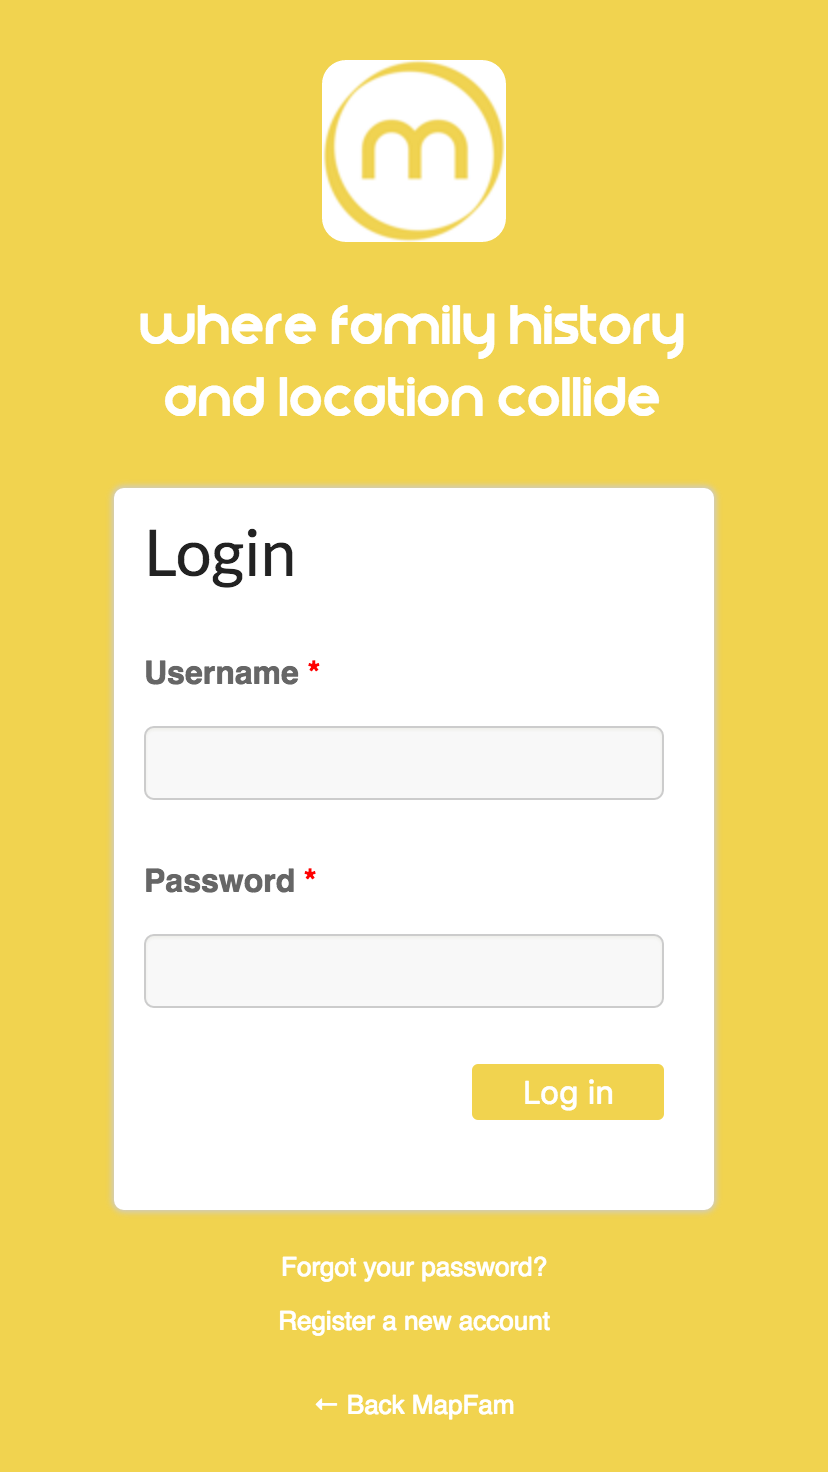 m
where family history
and location collide
Login
Username *
Password *
Log in
Forgot your password?
Register a new account
← Back MapFam